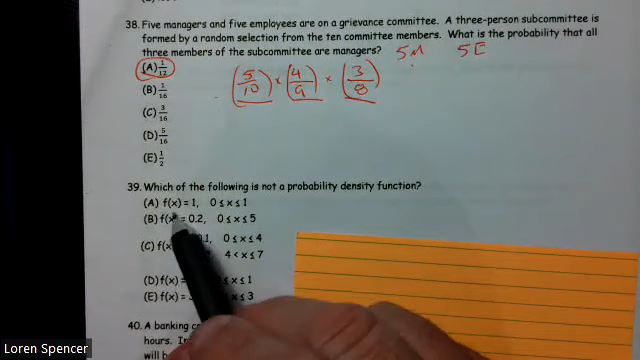 38. Five managers and five employees are on a grievance committee. A three-person subcommittee is
formed by a random selection from the ten committee members. What is the probability that all
three members of the subcommittee are managers? 5M 5E
(A) 1/12 (5/10) × (4/9) × (3/8)
(B) 1/16
(C) 3/16
(D) 5/16
(E) 1/2
39. Which of the following is not a probability density function?
(A) f(x) = 1, 0 ≤ x ≤ 1
(B) f(x) = 0.2, 0 ≤ x ≤ 5
(C) f(x 0.1, 0 ≤ x ≤ 4
4 < x ≤ 7
(D) f(x) = ≤ x ≤ 1
(E) f(x) = ≤ x ≤ 3
40. A banking
hours.
will b
Loren Spencer